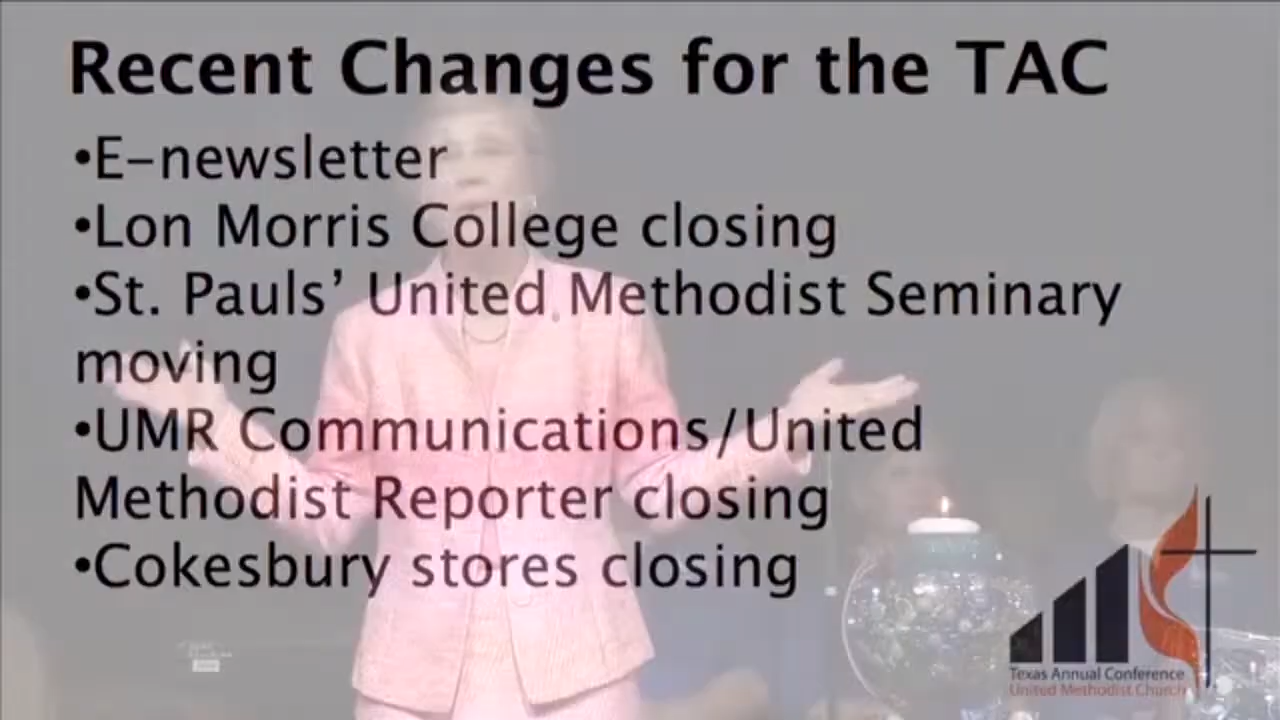 Recent Changes for the TAC
•E-newsletter
•Lon Morris College closing
•St. Pauls’ United Methodist Seminary
moving
•UMR Communications/United
Methodist Reporter closing
•Cokesbury stores closing
Texas Annual Conference
United Methodist Church